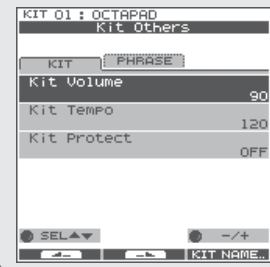 KIT 01 : OCTAPAD
Kit Others
KIT PHRASE
Kit Volume
90
Kit Tempo
120
Kit Protect
OFF
SEL▲▼ -/+
KIT NAME..